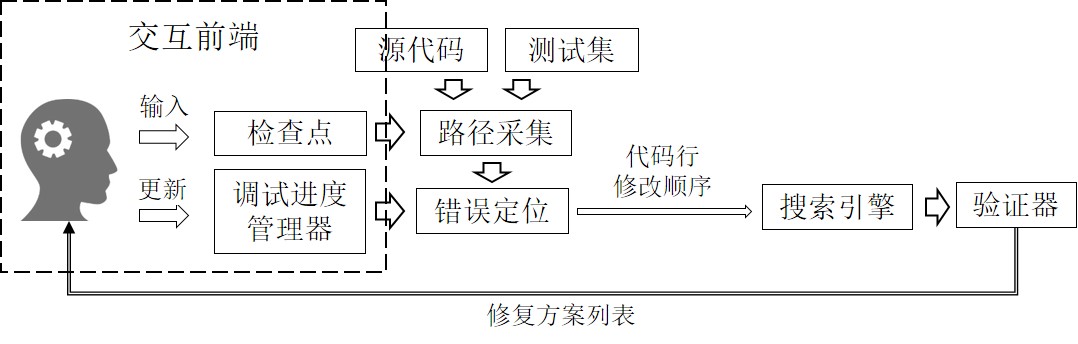 交互前端
源代码
测试集
输入
检查点
路径采集
更新
调试进度
管理器
错误定位
代码行
修改顺序
搜索引擎
验证器
修复方案列表